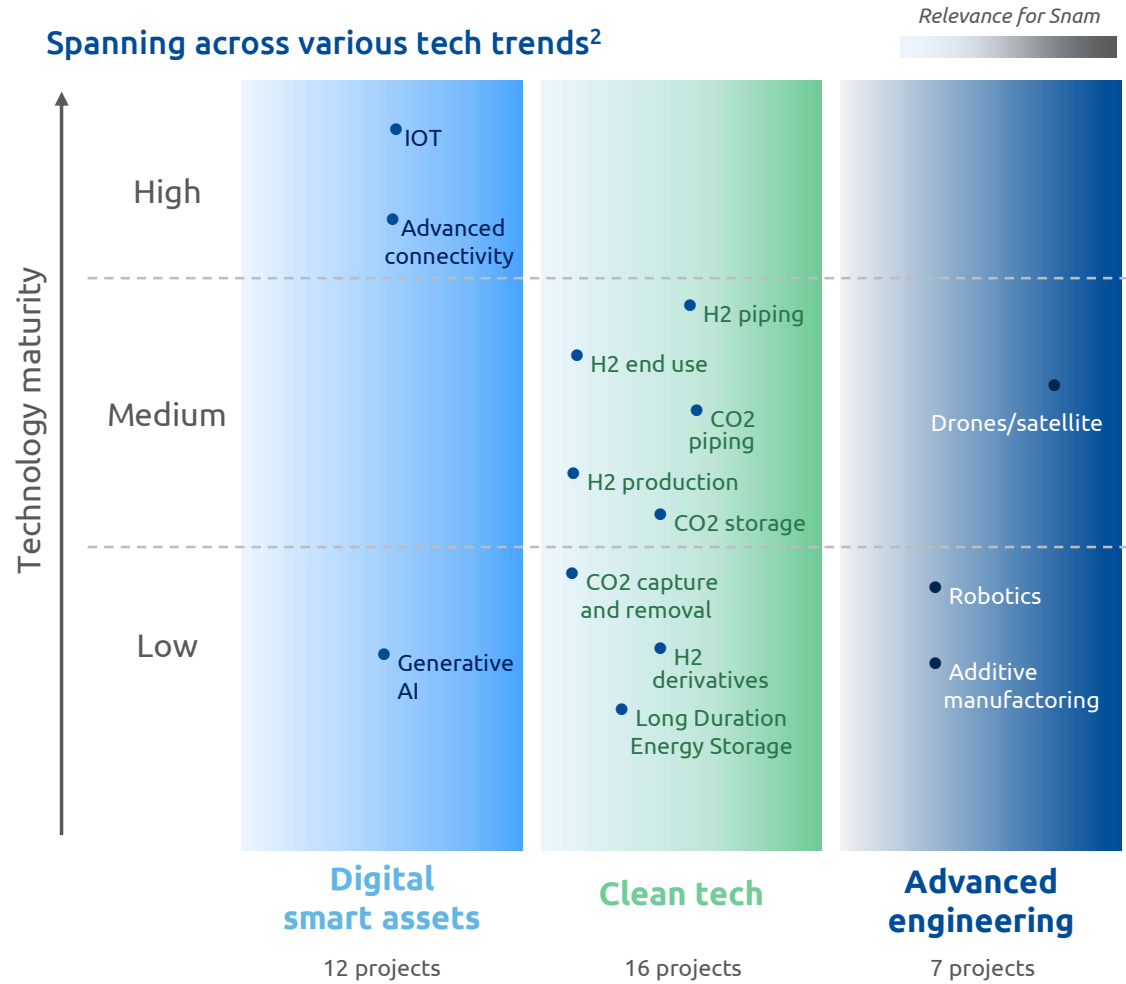 Relevance for Snam
Spanning across various tech trends2
Technology maturity
High
Medium
Low
IOT
Advanced
connectivity
Generative
AI
H2 piping
H2 end use
CO2
piping
H2 production
CO2 storage
CO2 capture
and removal
H2
derivatives
Long Duration
Energy Storage
Drones/satellite
Robotics
Additive
manufactoring
Digital
smart assets
12 projects
Clean tech
16 projects
Advanced
engineering
7 projects